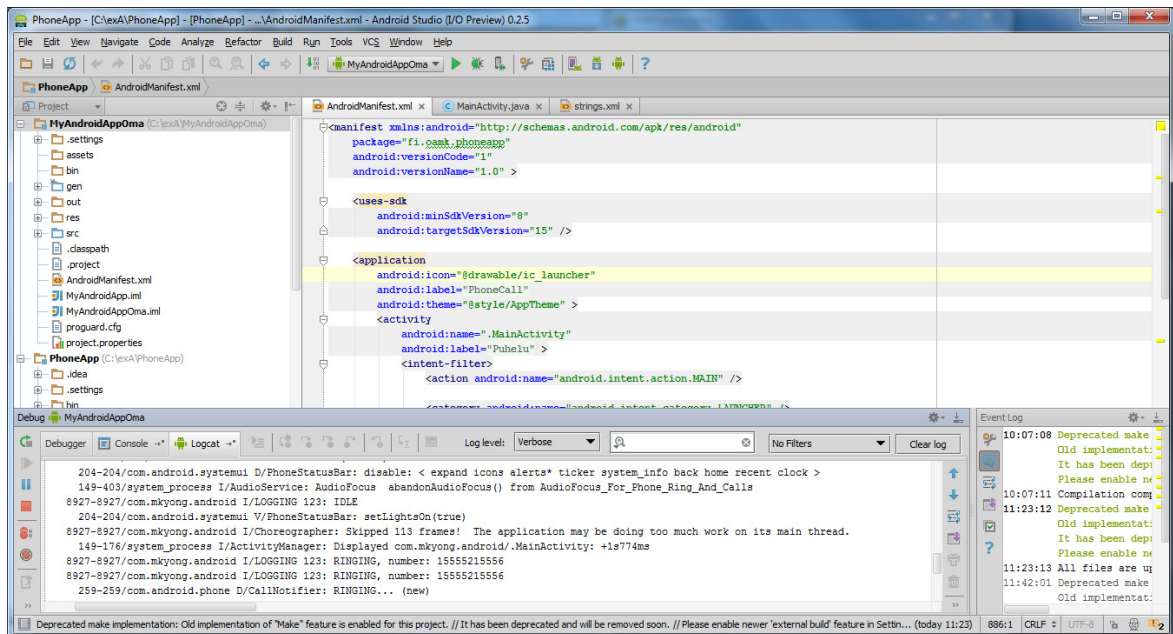 PhoneApp - [C:\exA\PhoneApp] - [PhoneApp] - ...\AndroidManifest.xml - Android Studio (I/O Preview) 0.2.5
File Edit View Navigate Code Analyze Refactor Build Run Tools VCS Window Help
MyAndroidAppOma
PhoneApp AndroidManifest.xml
Project
AndroidManifest.xml MainActivity.java strings.xml
MyAndroidAppOma (C:\exA\MyAndroidAppOma)
.settings
assets
bin
gen
out
res
src
.classpath
.project
AndroidManifest.xml
MyAndroidApp.iml
MyAndroidAppOma.iml
proguard.cfg
project.properties
PhoneApp (C:\exA\PhoneApp)
.idea
.settings
bin
<manifest xmlns:android="http://schemas.android.com/apk/res/android"
package="fi.oamk.phoneapp"
android:versionCode="1"
android:versionName="1.0" >
<uses-sdk
android:minSdkVersion="8"
android:targetSdkVersion="15" />
<application
android:icon="@drawable/ic_launcher"
android:label="PhoneCall"
android:theme="@style/AppTheme" >
<activity
android:name=".MainActivity"
android:label="Puhelu" >
<intent-filter>
<action android:name="android.intent.action.MAIN" />
<category android:name="android.intent.category.LAUNCHER" />
Debug MyAndroidAppOma
Debugger Console Logcat Log level: Verbose No Filters Clear log
204-204/com.android.systemui D/PhoneStatusBar: disable: < expand icons alerts* ticker system_info back home recent clock >
149-403/system_process I/AudioService: AudioFocus abandonAudioFocus() from AudioFocus_For_Phone_Ring_And_Calls
8927-8927/com.mkyong.android I/LOGGING 123: IDLE
204-204/com.android.systemui V/PhoneStatusBar: setLightsOn(true)
8927-8927/com.mkyong.android I/Choreographer: Skipped 113 frames! The application may be doing too much work on its main thread.
149-176/system_process I/ActivityManager: Displayed com.mkyong.android/.MainActivity: +1s774ms
8927-8927/com.mkyong.android I/LOGGING 123: RINGING, number: 15555215556
8927-8927/com.mkyong.android I/LOGGING 123: RINGING, number: 15555215556
259-259/com.android.phone D/CallNotifier: RINGING... (new)
Event Log
10:07:08 Deprecated make
Old implementat
It has been dep
Please enable ne
10:07:11 Compilation comp
11:23:12 Deprecated make
Old implementati
It has been dep
Please enable ne
11:23:13 All files are up
11:42:01 Deprecated make
Old implementat
Deprecated make implementation: Old implementation of "Make" feature is enabled for this project. // It has been deprecated and will be removed soon. // Please enable newer 'external build' feature in Settin... (today 11:23) 886:1 CRLF UTF-8 2